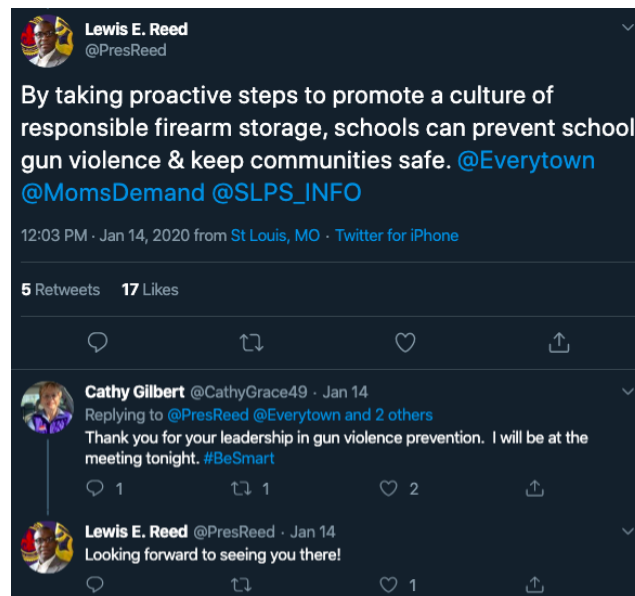 Lewis E. Reed
@PresReed
By taking proactive steps to promote a culture of
responsible firearm storage, schools can prevent school
gun violence & keep communities safe. @Everytown
@MomsDemand @SLPS_INFO
12:03 PM · Jan 14, 2020 from St Louis, MO · Twitter for iPhone
5 Retweets 17 Likes
Cathy Gilbert @CathyGrace49 · Jan 14
Replying to @PresReed @Everytown and 2 others
Thank you for your leadership in gun violence prevention. I will be at the
meeting tonight. #BeSmart
1 1 2
Lewis E. Reed @PresReed · Jan 14
Looking forward to seeing you there!
1